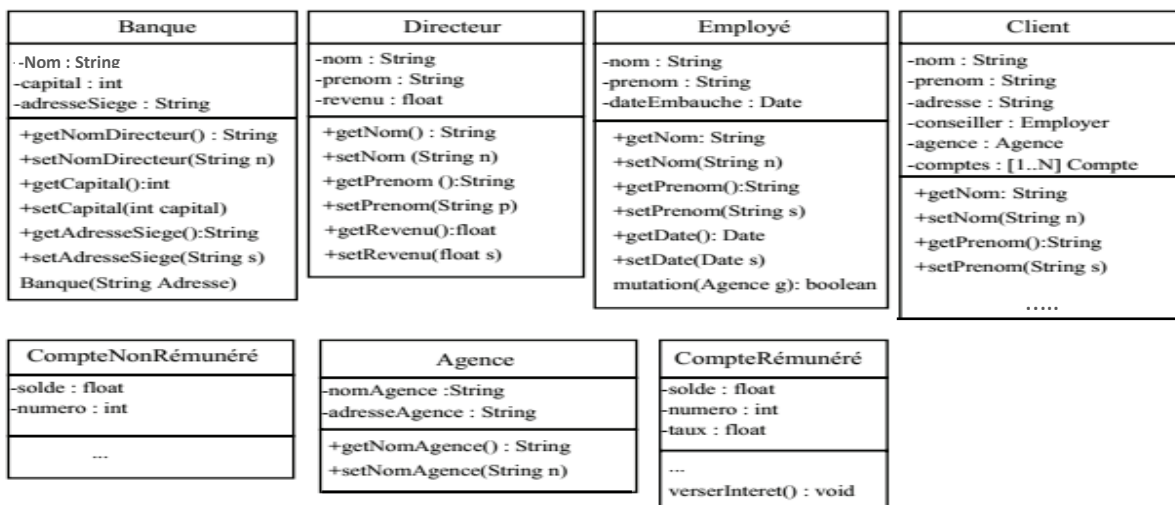 Banque
-Nom : String
-capital : int
-adresseSiege : String
+getNomDirecteur() : String
+setNomDirecteur(String n)
+getCapital():int
+setCapital(int capital)
+getAdresseSiege():String
+setAdresseSiege(String s)
Banque(String Adresse)
Directeur
-nom : String
-prenom : String
-revenu : float
+getNom() : String
+setNom (String n)
+getPrenom ():String
+setPrenom(String p)
+getRevenu():float
+setRevenu(float s)
Employé
-nom : String
-prenom : String
-dateEmbauche : Date
+getNom: String
+setNom(String n)
+getPrenom():String
+setPrenom(String s)
+getDate(): Date
+setDate(Date s)
mutation(Agence g): boolean
Client
-nom : String
-prenom : String
-adresse : String
-conseiller : Employer
-agence : Agence
-comptes : [1..N] Compte
+getNom: String
+setNom(String n)
+getPrenom():String
+setPrenom(String s)
.....
CompteNonRémunéré
-solde : float
-numero : int
...
Agence
-nomAgence :String
-adresseAgence : String
+getNomAgence() : String
+setNomAgence(String n)
CompteRémunéré
-solde : float
-numero : int
-taux : float
...
verserInteret() : void